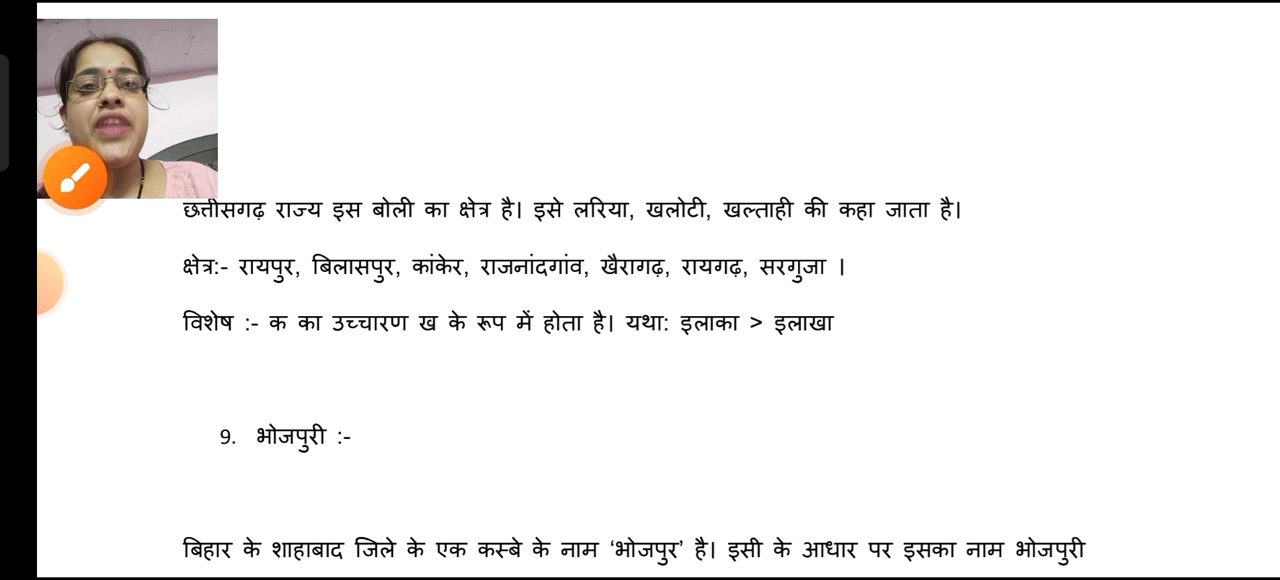 छत्तीसगढ़ राज्य इस बोली का क्षेत्र है। इसे लरिया, खलोटी, खल्ताही की कहा जाता है।
क्षेत्र:- रायपुर, बिलासपुर, कांकेर, राजनांदगांव, खैरागढ़, रायगढ़, सरगुजा ।
विशेष :- क का उच्चारण ख के रूप में होता है। यथा: इलाका > इलाखा
9. भोजपुरी :-
बिहार के शाहाबाद जिले के एक कस्बे के नाम ‘भोजपुर’ है। इसी के आधार पर इसका नाम भोजपुरी